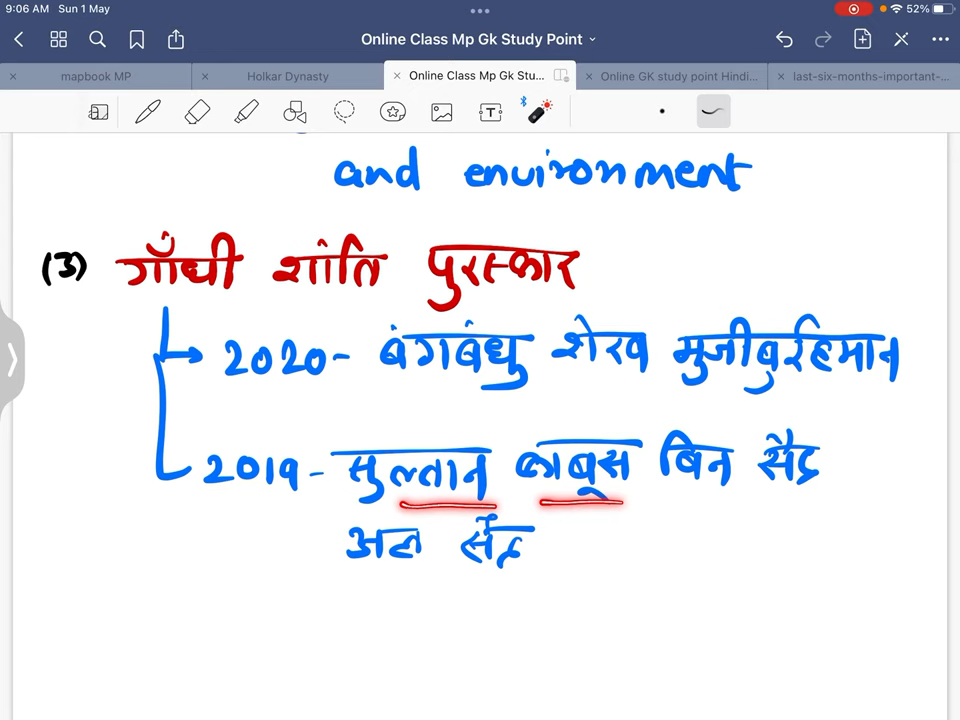 9:06 AM Sun 1 May
52%
Online Class Mp Gk Study Point
mapbook MP
Holkar Dynasty
Online Class Mp Gk Stu...
Online GK study point Hindi...
last-six-months-important-...
and environment
(3) गाँधी शांति पुरस्कार
2020 - बंगबंधु शेख मुजीबुर्रहमान
2019 - सुल्तान काबूस बिन सैद
अल सैद